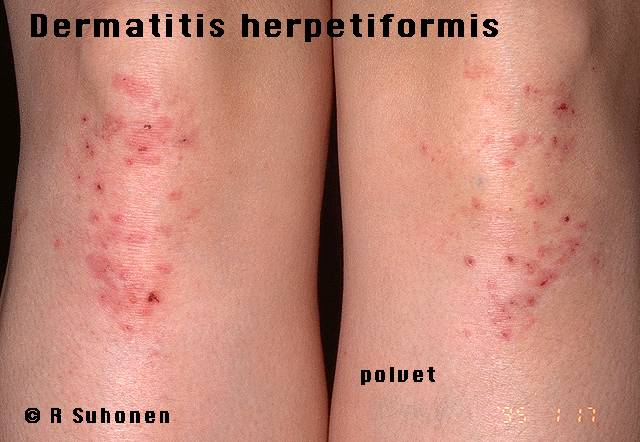 Dermatitis herpetiformis
polvet
© R Suhonen
95 1 17